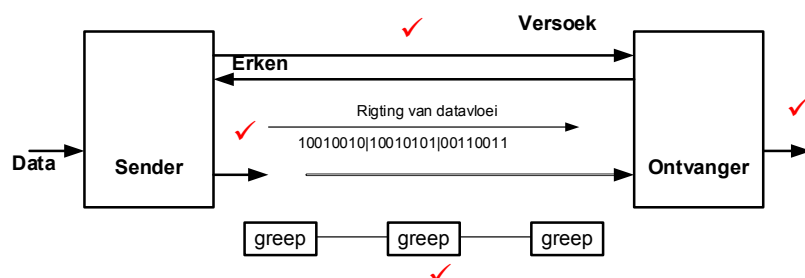 Versoek
Erken
Rigting van datavloei
10010010|10010101|00110011
Data
Sender
Ontvanger
greep
greep
greep